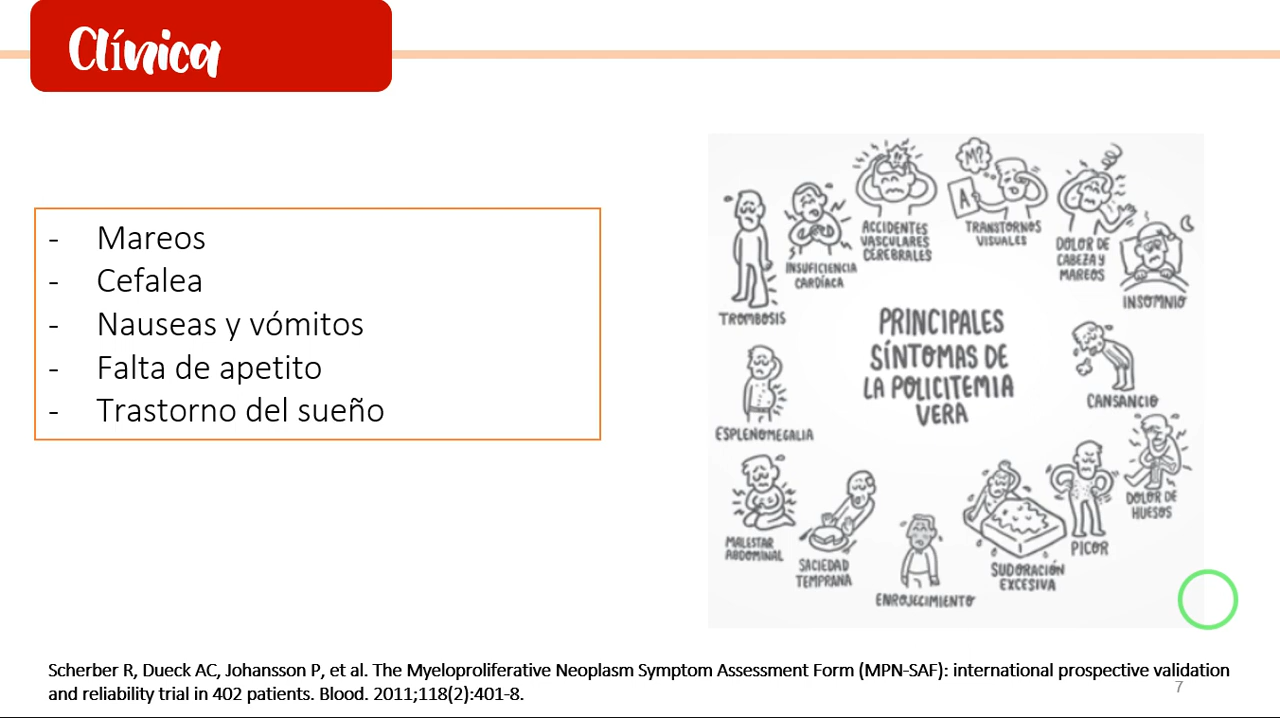 Clínica
- Mareos
- Cefalea
- Nauseas y vómitos
- Falta de apetito
- Trastorno del sueño
TROMBOSIS
INSUFICIENCIA
CARDÍACA
ACCIDENTES
VASCULARES
CEREBRALES
M?
A
TRANSTORNOS
VISUALES
DOLOR DE
CABEZA Y
MAREOS
INSOMNIO
PRINCIPALES
SÍNTOMAS DE
LA POLICITEMIA
VERA
CANSANCIO
ESPLENOMEGALIA
DOLOR DE
HUESOS
MALESTAR
ABDOMINAL
SACIEDAD
TEMPRANA
ENROJECIMIENTO
SUDORACIÓN
EXCESIVA
PICOR
Scherber R, Dueck AC, Johansson P, et al. The Myeloproliferative Neoplasm Symptom Assessment Form (MPN-SAF): international prospective validation
and reliability trial in 402 patients. Blood. 2011;118(2):401-8.
7